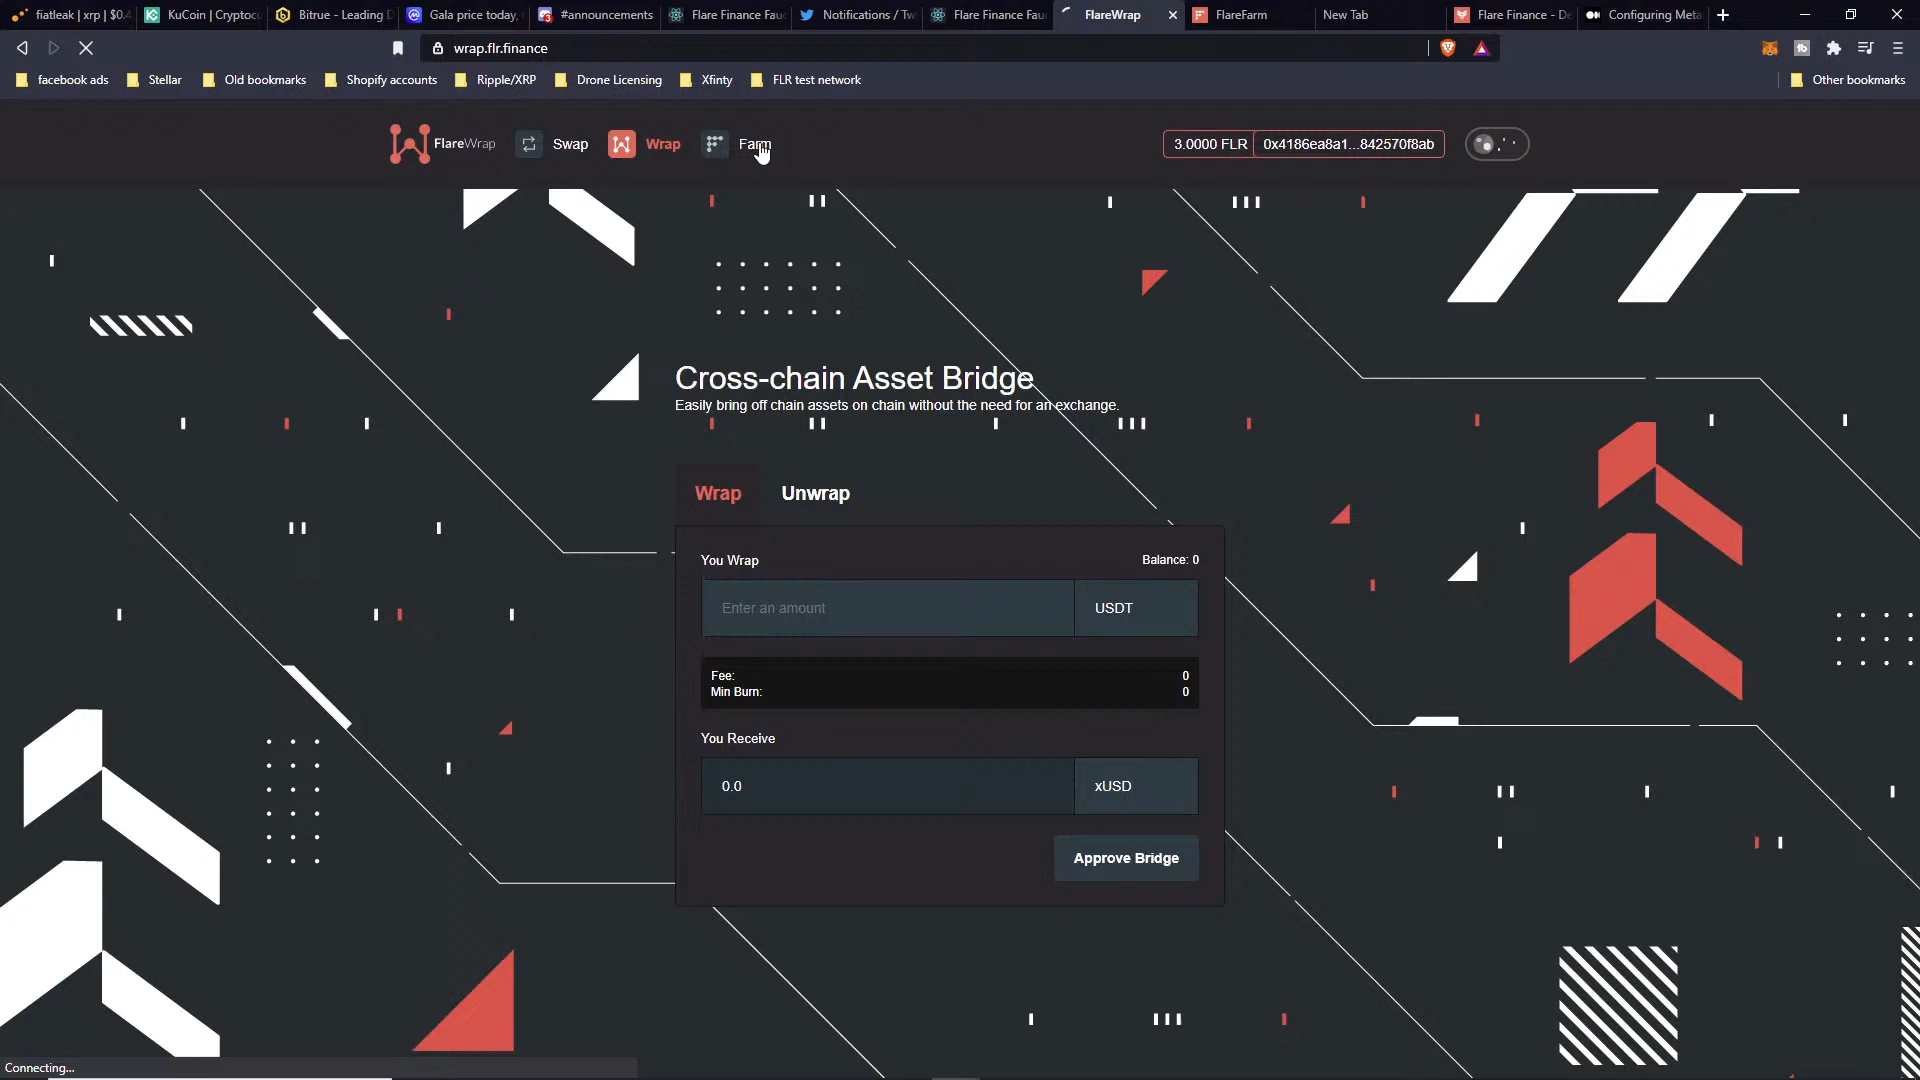 fiatleak | xrp | $0.4
KuCoin | Cryptocu
Bitrue - Leading D
Gala price today,
#announcements
Flare Finance Fauc
Notifications / Tw
Flare Finance Fauc
FlareWrap
FlareFarm
New Tab
Flare Finance - De
Configuring Meta
wrap.flr.finance
facebook ads
Stellar
Old bookmarks
Shopify accounts
Ripple/XRP
Drone Licensing
Xfinity
FLR test network
Other bookmarks
FlareWrap
Swap
Wrap
Farm
3.0000 FLR
0x4186ea8a1...842570f8ab
Cross-chain Asset Bridge
Easily bring off chain assets on chain without the need for an exchange.
Wrap
Unwrap
You Wrap
Balance: 0
Enter an amount
USDT
Fee:
0
Min Burn:
0
You Receive
0.0
xUSD
Approve Bridge
Connecting...